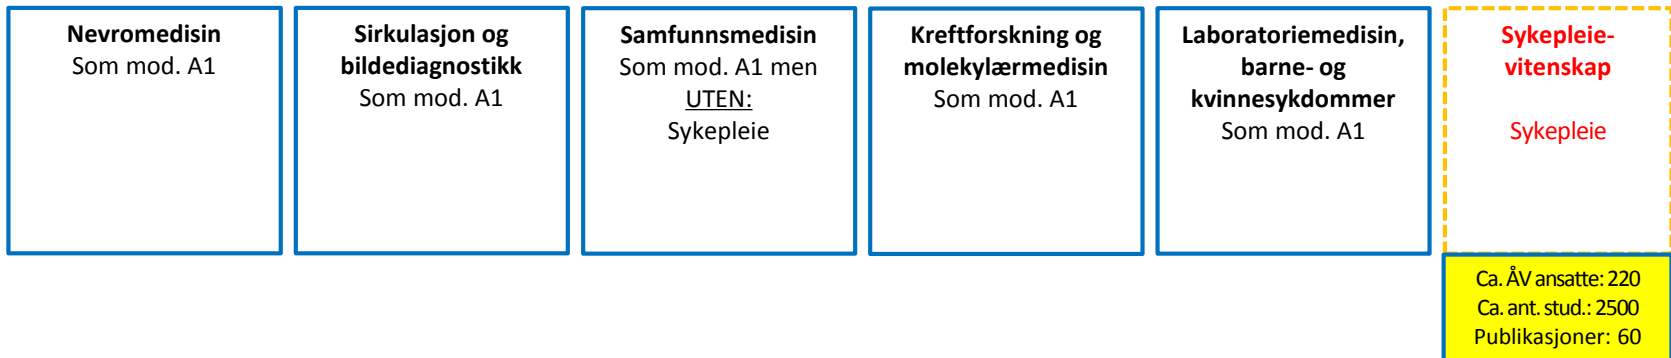 Nevromedisin
Som mod. A1
Sirkulasjon og
bildediagnostikk
Som mod. A1
Samfunnsmedisin
Som mod. A1 men
UTEN:
Sykepleie
Kreftforskning og
molekylærmedisin
Som mod. A1
Laboratoriemedisin,
barne- og
kvinnesykdommer
Som mod. A1
Sykepleie-
vitenskap
Sykepleie
Ca. ÅV ansatte: 220
Ca. ant. stud.: 2500
Publikasjoner: 60